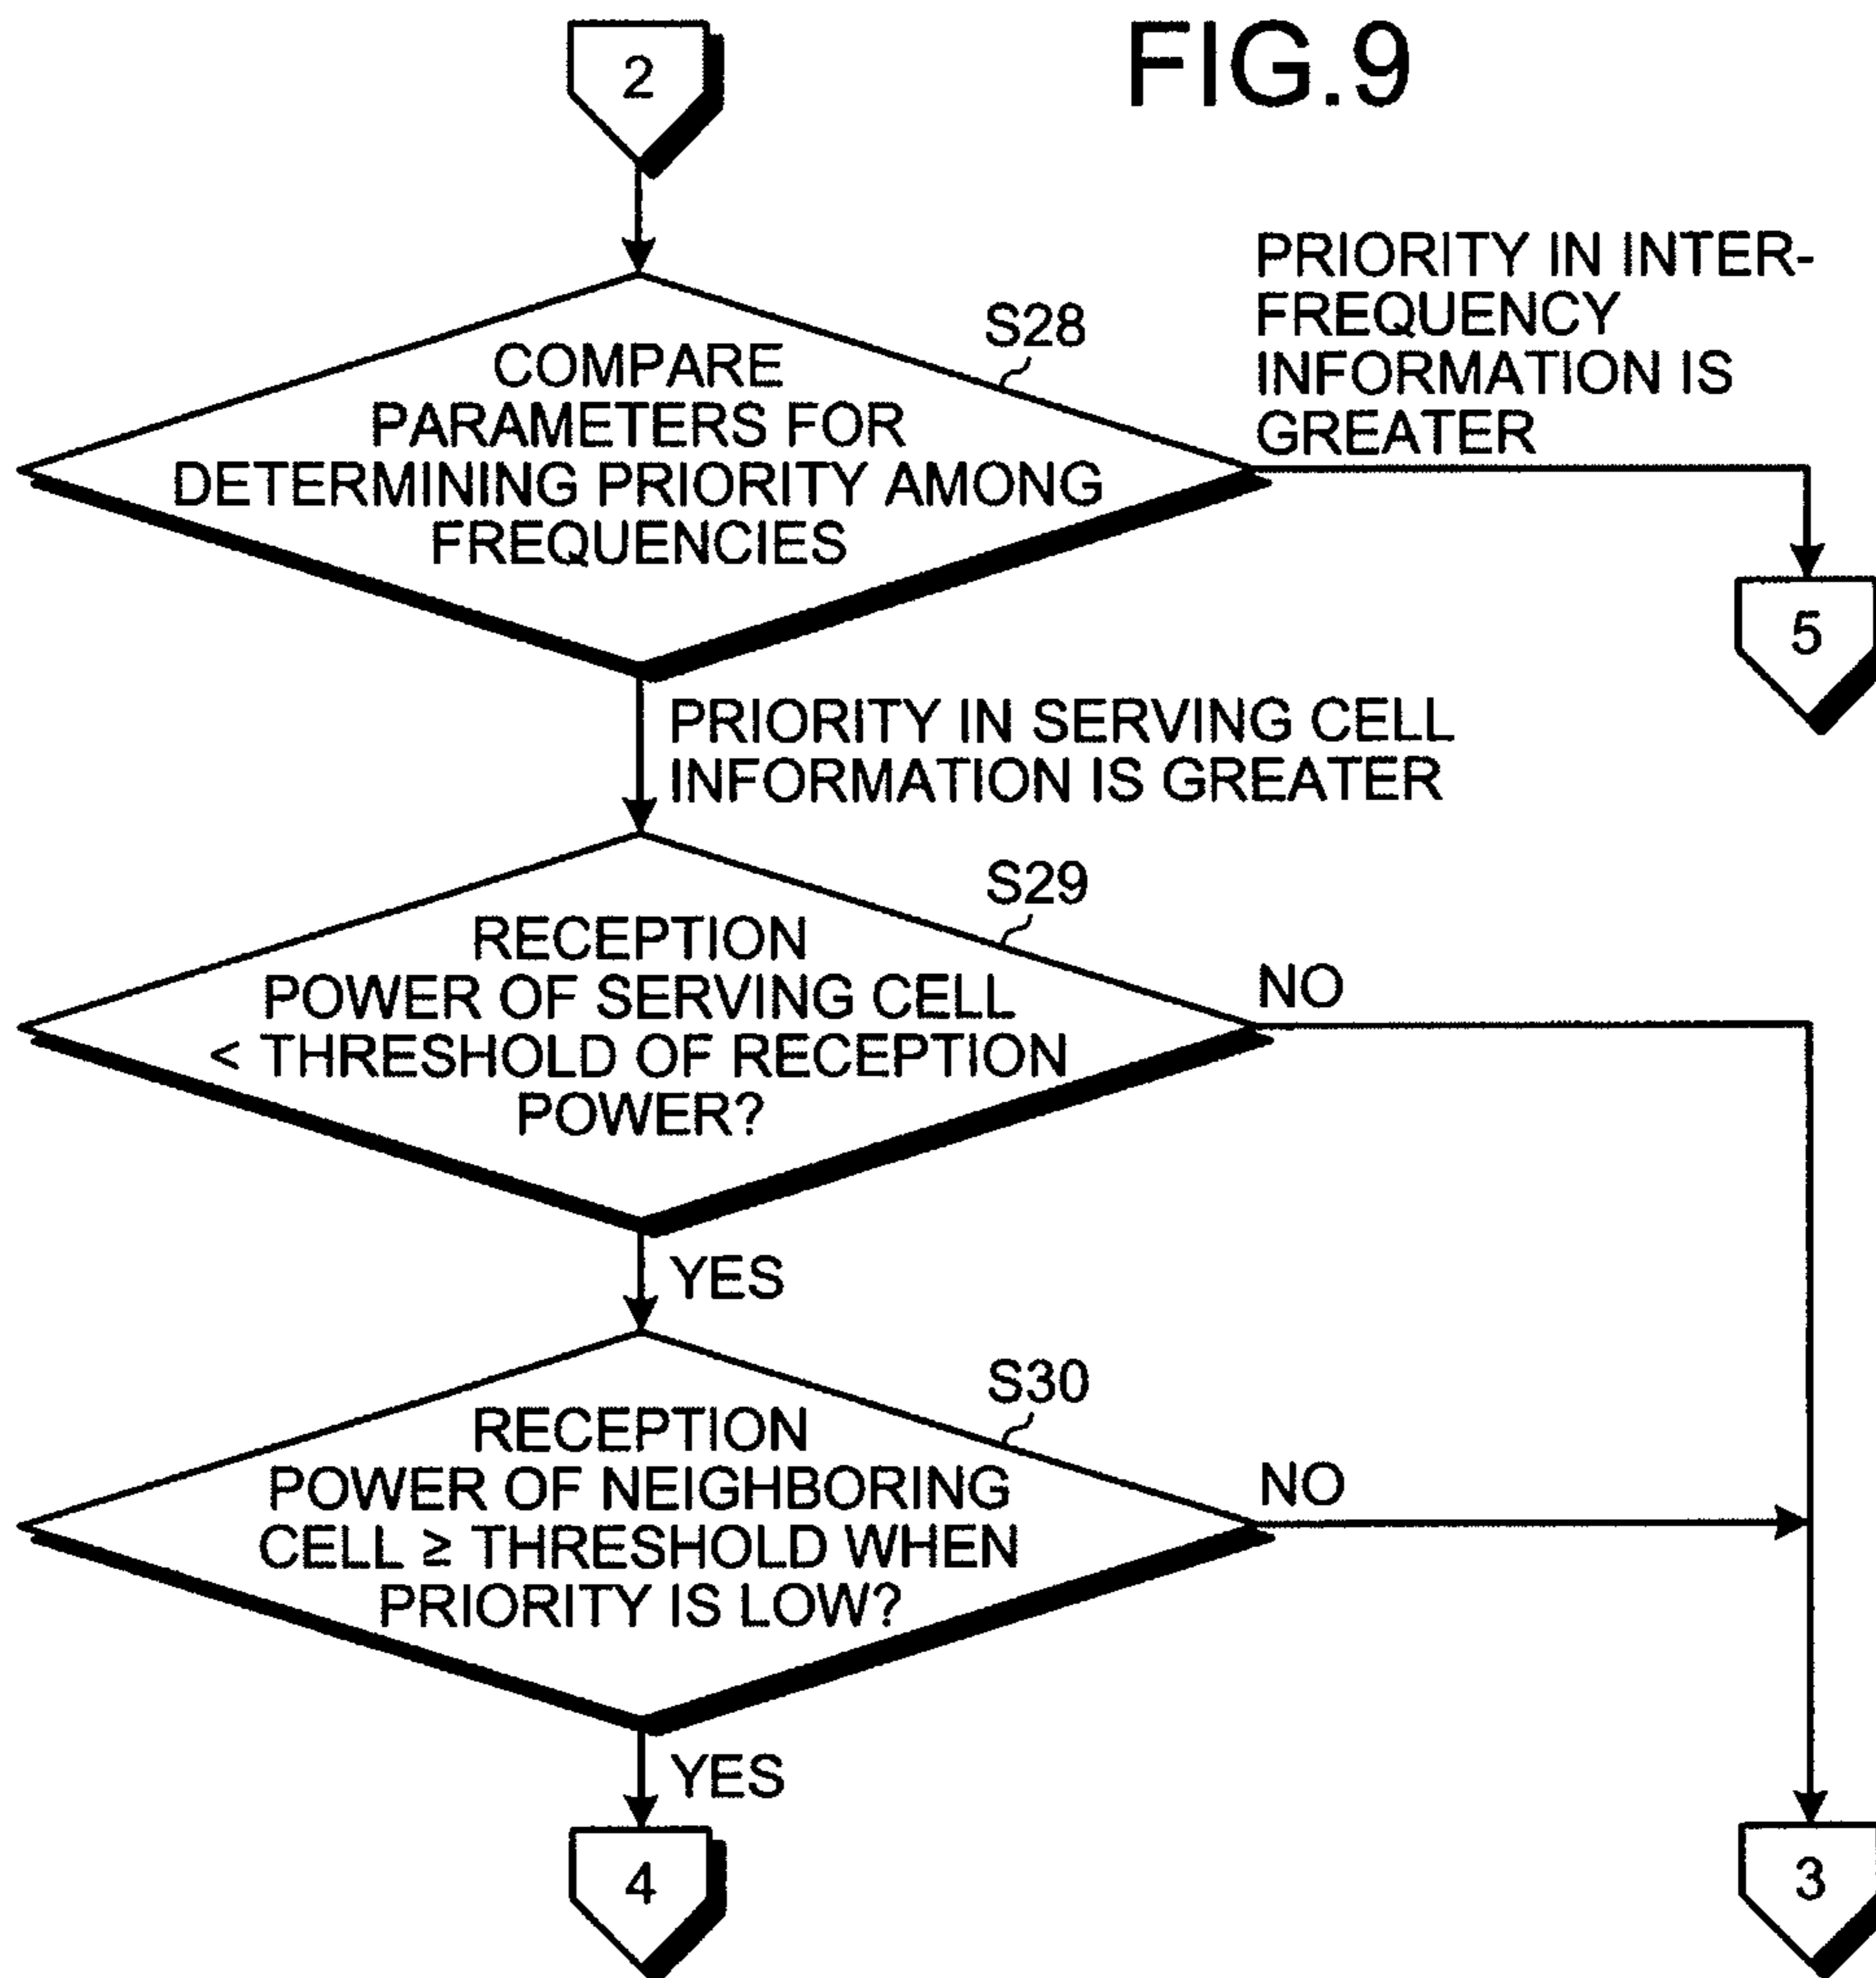 FIG.9
2
S28
COMPARE
PARAMETERS FOR
DETERMINING PRIORITY AMONG
FREQUENCIES
PRIORITY IN INTER-
FREQUENCY
INFORMATION IS
GREATER
5
PRIORITY IN SERVING CELL
INFORMATION IS GREATER
S29
RECEPTION
POWER OF SERVING CELL
< THRESHOLD OF RECEPTION
POWER?
NO
YES
S30
RECEPTION
POWER OF NEIGHBORING
CELL ≥ THRESHOLD WHEN
PRIORITY IS LOW?
NO
YES
4
3